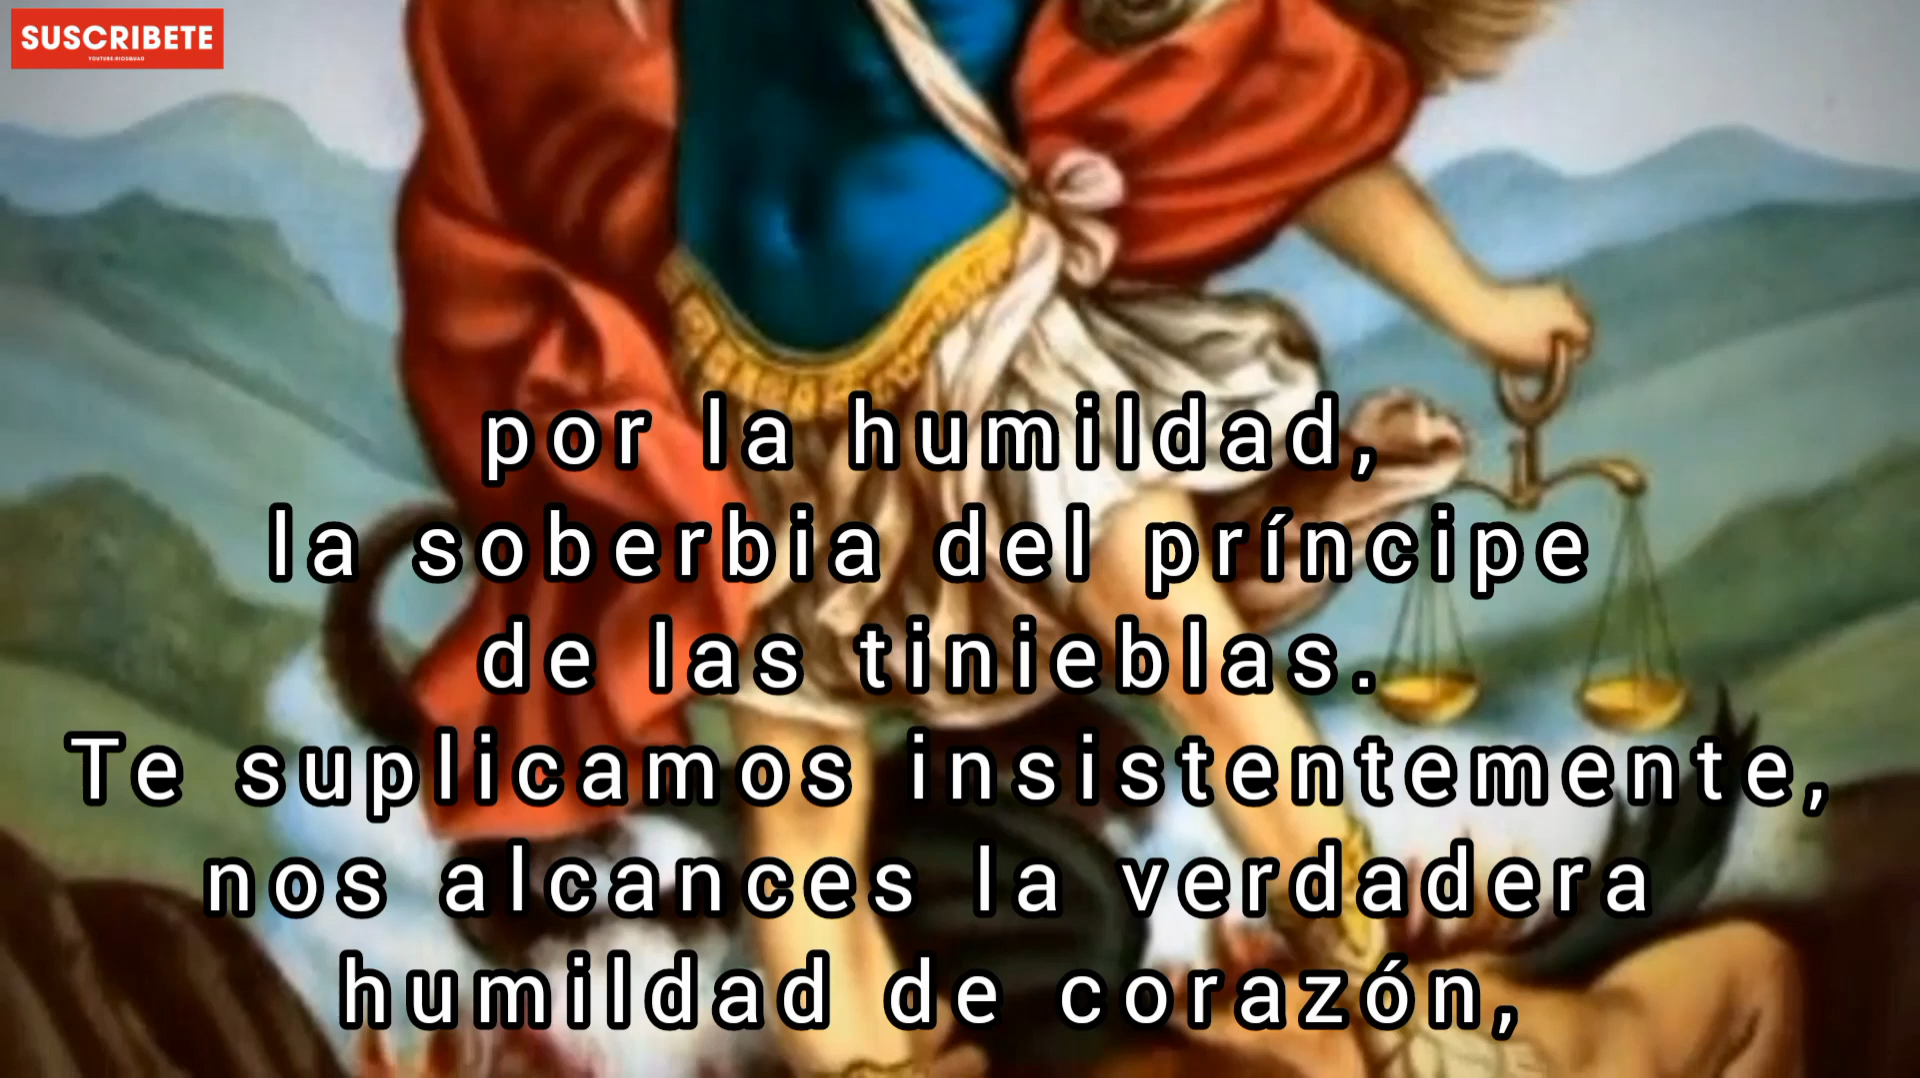 SUSCRIBETE
por la humildad,
la soberbia del príncipe
de las tinieblas.
Te suplicamos insistentemente,
nos alcances la verdadera
humildad de corazón,